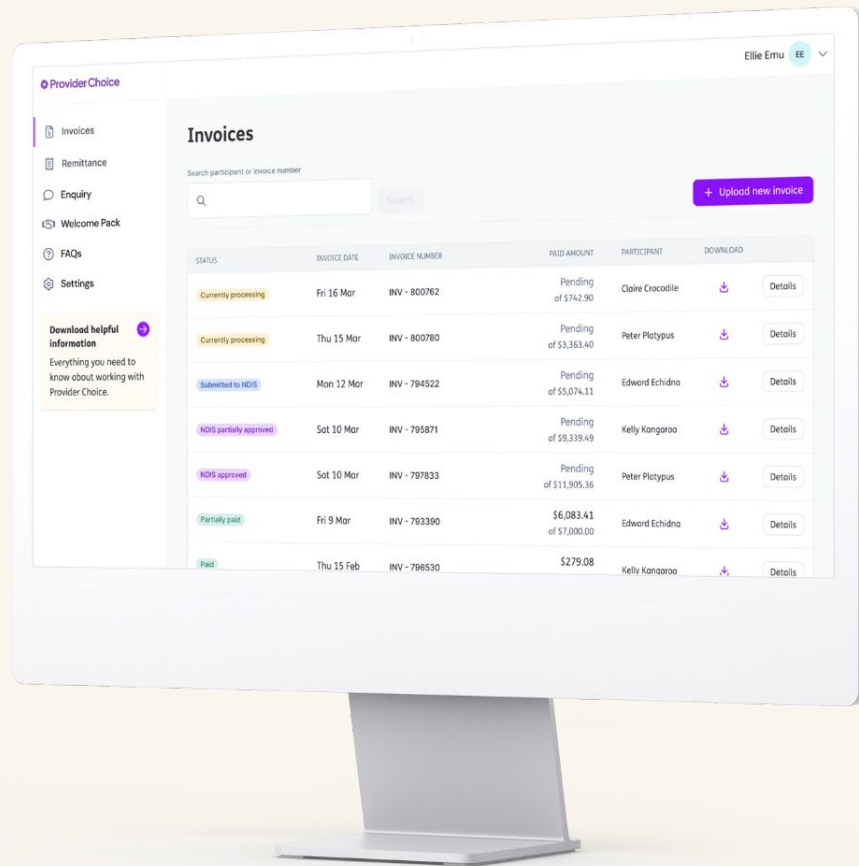 Ellie Emu EE
Provider Choice
Invoices
Remittance
Enquiry
Welcome Pack
FAQs
Settings
Download helpful
information
Everything you need to
know about working with
Provider Choice.
Invoices
Search participant or invoice number
Search
+ Upload new invoice
STATUS INVOICE DATE INVOICE NUMBER PAID AMOUNT PARTICIPANT DOWNLOAD
Currently processing Fri 16 Mar INV - 800762 Pending Claire Crocodile Details
of $742.90
Currently processing Thu 15 Mar INV - 800780 Pending Peter Platypus Details
of $3,363.40
Submitted to NDIS Mon 12 Mar INV - 794522 Pending Edward Echidna Details
of $5,074.11
NDIS partially approved Sat 10 Mar INV - 795871 Pending Kelly Kangaroo Details
of $9,339.49
NDIS approved Sat 10 Mar INV - 797833 Pending Peter Platypus Details
of $11,905.36
Partially paid Fri 9 Mar INV - 793390 $6,083.41 Edward Echidna Details
of $7,000.00
Paid Thu 15 Feb INV - 796530 $279.08 Kelly Kangaroo Details